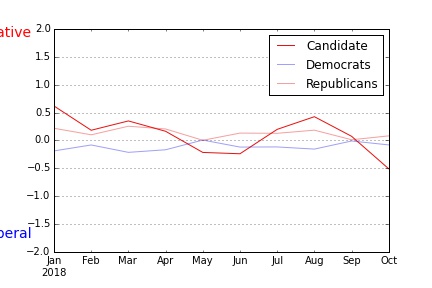 ative
beral
2.0
1.5
1.0
0.5
0.0
−0.5
−1.0
−1.5
−2.0
Candidate
Democrats
Republicans
Jan Feb Mar Apr May Jun Jul Aug Sep Oct
2018